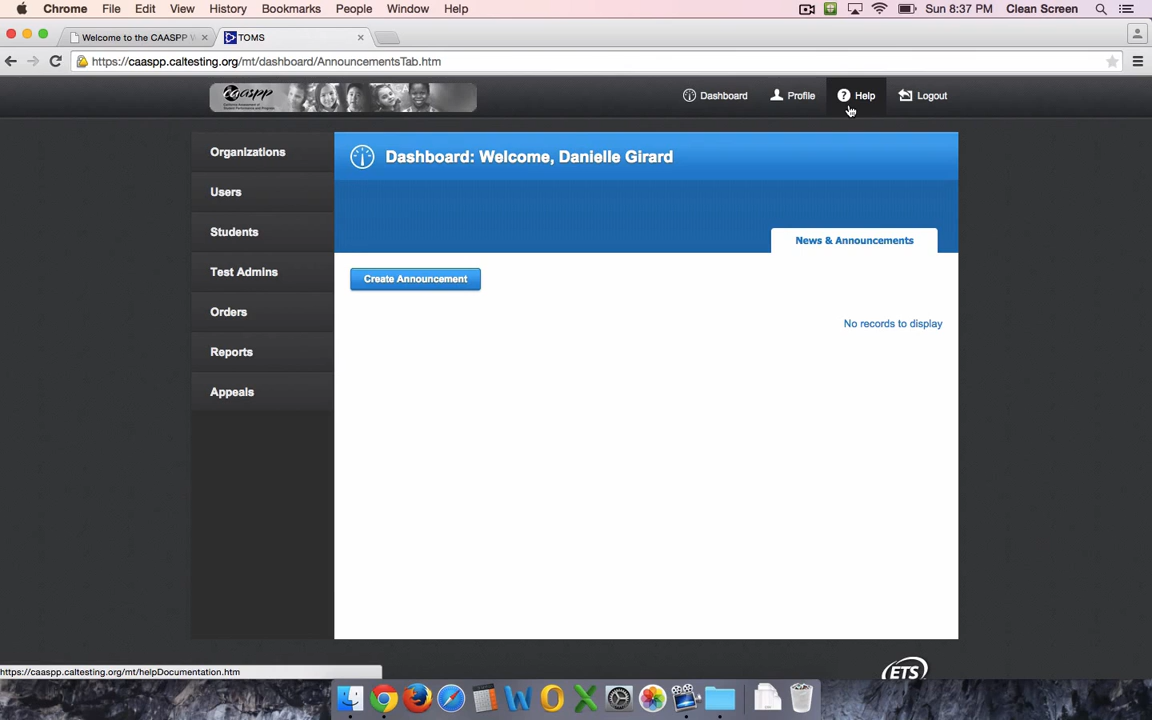 Chrome File Edit View History Bookmarks People Window Help Sun 8:37 PM Clean Screen
Welcome to the CAASPP W TOMS
https://caaspp.caltesting.org/mt/dashboard/AnnouncementsTab.htm
caaspp
Dashboard Profile Help Logout
Organizations
Dashboard: Welcome, Danielle Girard
Users
Students
News & Announcements
Test Admins
Create Announcement
Orders
No records to display
Reports
Appeals
https://caaspp.caltesting.org/mt/helpDocumentation.htm
ETS